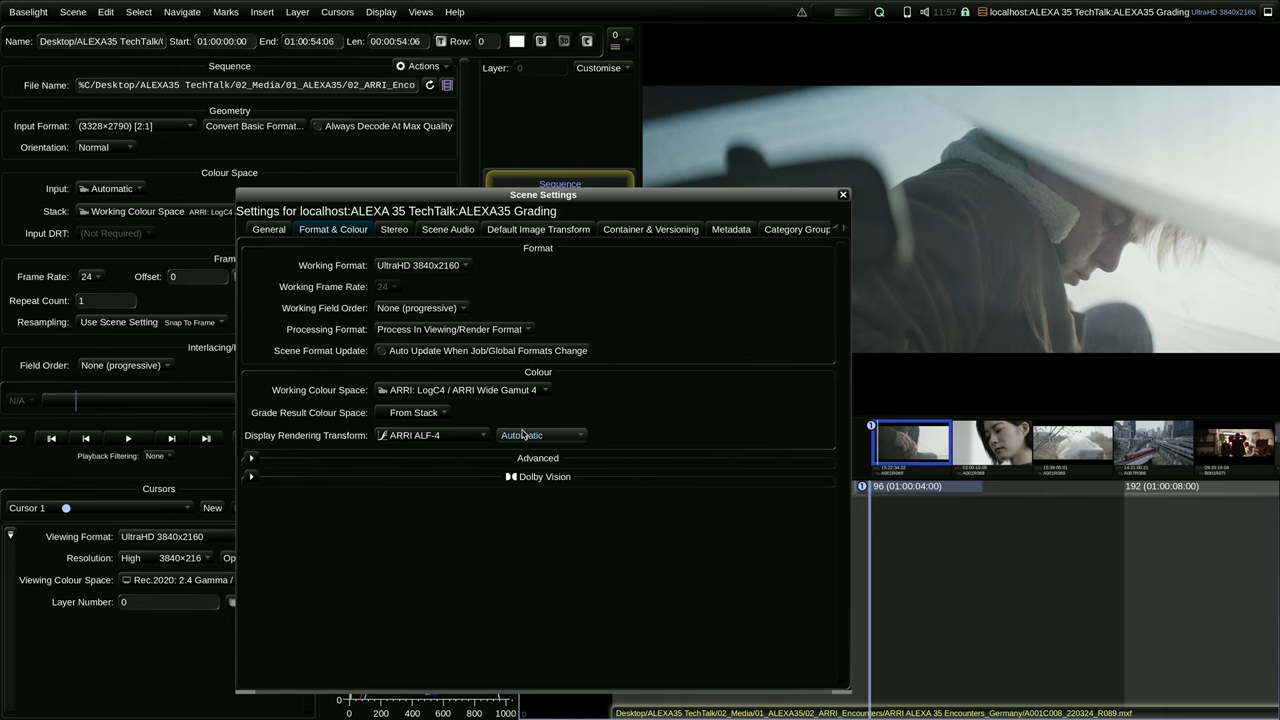 Baselight Scene Edit Select Navigate Marks Insert Layer Cursors Display Views Help
11:57 localhost:ALEXA 35 TechTalk:ALEXA35 Grading UltraHD 3840x2160
Name: Desktop/ALEXA35 TechTalk/( Start: 01:00:00:00 End: 01:00:54:06 Len: 00:00:54:06 Row: 0 0
Sequence Actions Layer: 0 Customise
File Name: %C/Desktop/ALEXA35 TechTalk/02_Media/01_ALEXA35/02_ARRI_Enco
Geometry
Input Format: (3328×2790) [2:1] Convert Basic Format... Always Decode At Max Quality
Orientation: Normal
Colour Space
Input: Automatic
Sequence
Stack: Working Colour Space ARRI: LogC4
Input DRT: (Not Required)
Fram
Frame Rate: 24 Offset: 0
Repeat Count: 1
Resampling: Use Scene Setting Snap To Frame
Interlacing/I
Field Order: None (progressive)
N/A
Playback Filtering: None
Cursors
Cursor 1 New
Viewing Format: UltraHD 3840x2160
Resolution: High 3840×216 Op
Viewing Colour Space: Rec.2020: 2.4 Gamma /
Layer Number: 0
Scene Settings
Settings for localhost:ALEXA 35 TechTalk:ALEXA35 Grading
General Format & Colour Stereo Scene Audio Default Image Transform Container & Versioning Metadata Category Group
Format
Working Format: UltraHD 3840x2160
Working Frame Rate: 24
Working Field Order: None (progressive)
Processing Format: Process In Viewing/Render Format
Scene Format Update: Auto Update When Job/Global Formats Change
Colour
Working Colour Space: ARRI: LogC4 / ARRI Wide Gamut 4
Grade Result Colour Space: From Stack
Display Rendering Transform: ARRI ALF-4 Automatic
Advanced
Dolby Vision
1
1 96 (01:00:04:00) 192 (01:00:08:00)
0
0 200 400 600 800 1000
Desktop/ALEXA35 TechTalk/02_Media/01_ALEXA35/02_ARRI_Encounters/ARRI ALEXA 35 Encounters_Germany/A001C008_220324_R089.mxf